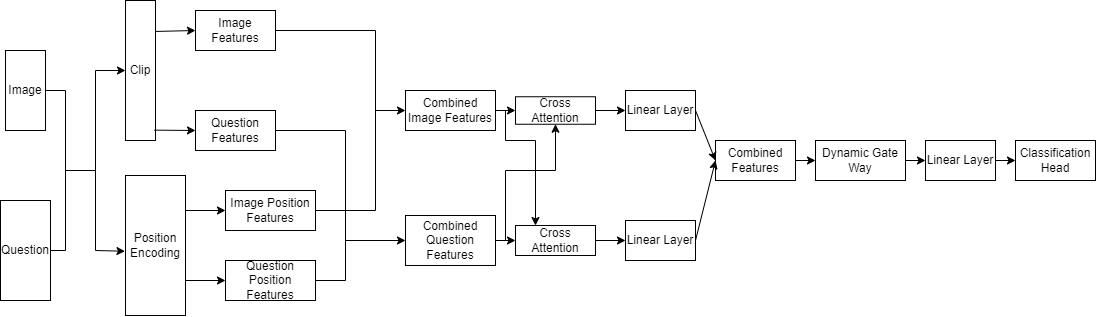 Image
Question
Clip
Position
Encoding
Image
Features
Question
Features
Image Position
Features
Question
Position
Features
Combined
Image Features
Combined
Question
Features
Cross
Attention
Cross
Attention
Linear Layer
Linear Layer
Combined
Features
Dynamic Gate
Way
Linear Layer
Classification
Head